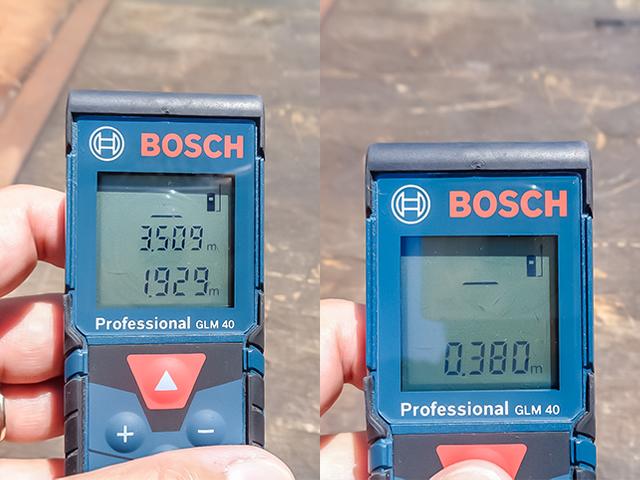 BOSCH
3.509 m
1.929 m
Professional GLM 40
+ −
BOSCH
0.380 m
Professional GLM 40